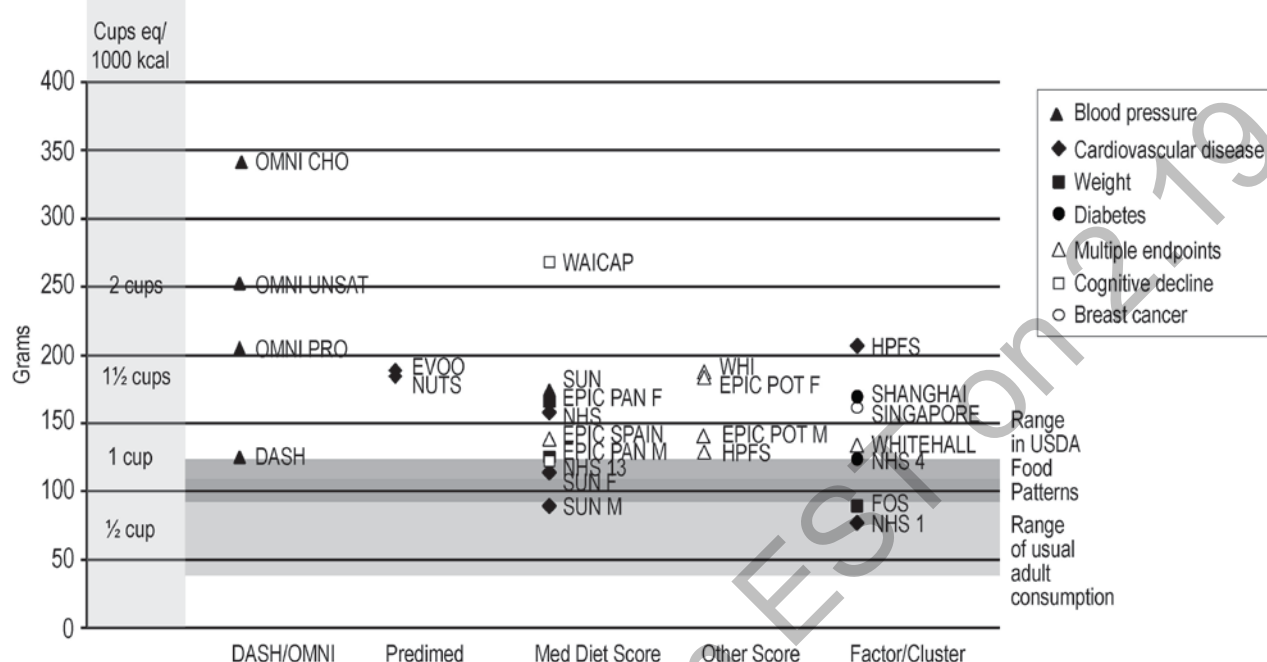 Cups eq/
1000 kcal
400
350
300
250
200
150
100
50
0
Grams
2 cups
1½ cups
1 cup
½ cup
OMNI CHO
OMNI UNSAT
OMNI PRO
DASH
EVOO
NUTS
WAICAP
SUN
EPIC PAN F
NHS
EPIC SPAIN
EPIC PAN M
NHS 13
SUN F
SUN M
WHI
EPIC POT F
EPIC POT M
HPFS
HPFS
SHANGHAI
SINGAPORE
WHITEHALL
NHS 4
FOS
NHS 1
Range
in USDA
Food
Patterns
Range
of usual
adult
consumption
DASH/OMNI
Predimed
Med Diet Score
Other Score
Factor/Cluster
Blood pressure
Cardiovascular disease
Weight
Diabetes
Multiple endpoints
Cognitive decline
Breast cancer
EST on 2.19